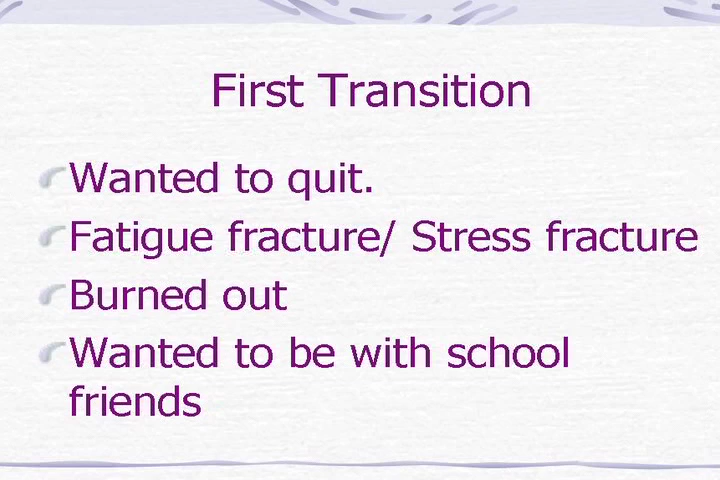 First Transition
Wanted to quit.
Fatigue fracture/ Stress fracture
Burned out
Wanted to be with school
friends